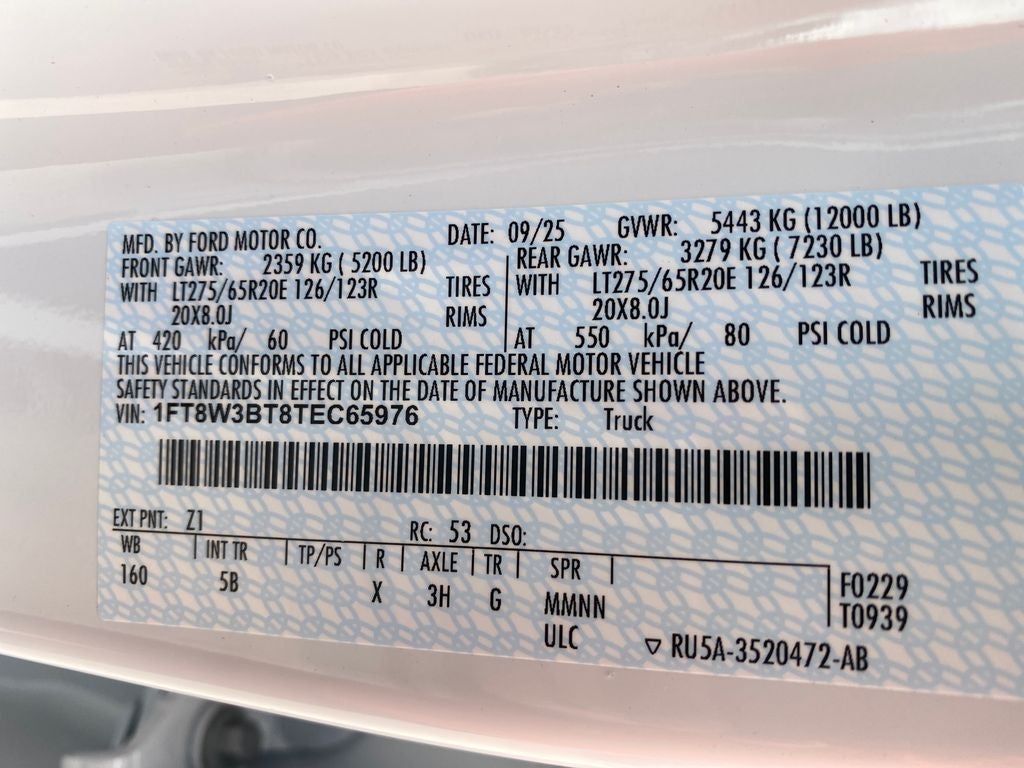 MFD. BY FORD MOTOR CO. DATE: 09/25 GVWR: 5443 KG (12000 LB)
FRONT GAWR: 2359 KG ( 5200 LB) REAR GAWR: 3279 KG ( 7230 LB)
WITH LT275/65R20E 126/123R TIRES WITH LT275/65R20E 126/123R TIRES
20X8.0J RIMS 20X8.0J RIMS
AT 420 kPa/ 60 PSI COLD AT 550 kPa/ 80 PSI COLD
THIS VEHICLE CONFORMS TO ALL APPLICABLE FEDERAL MOTOR VEHICLE
SAFETY STANDARDS IN EFFECT ON THE DATE OF MANUFACTURE SHOWN ABOVE.
VIN: 1FT8W3BT8TEC65976 TYPE: Truck
EXT PNT: Z1 RC: 53 DSO:
WB INT TR TP/PS R AXLE TR SPR F0229
160 5B X 3H G MMNN T0939
ULC ▽ RU5A-3520472-AB